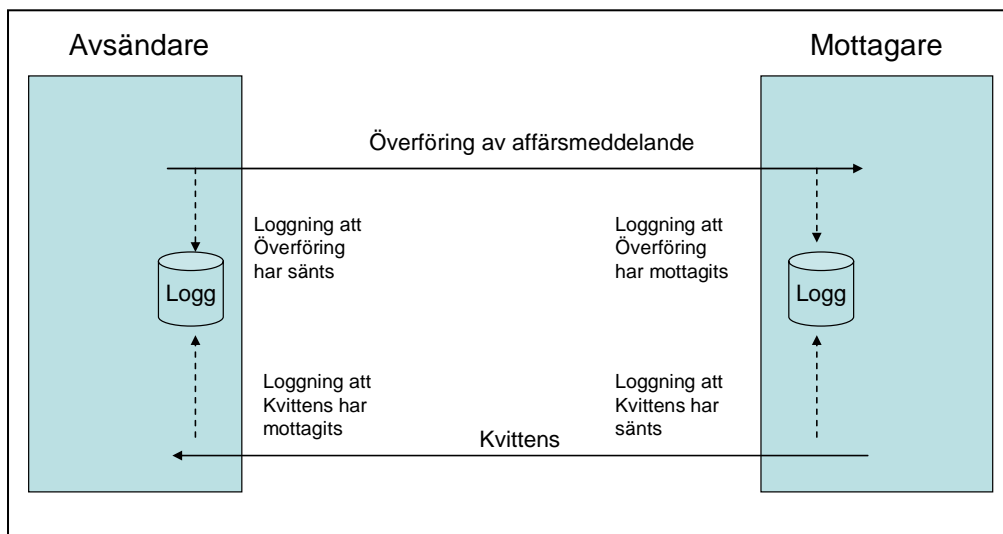 Avsändare
Mottagare
Överföring av affärsmeddelande
Loggning att
Överföring
har sänts
Loggning att
Överföring
har mottagits
Logg
Logg
Loggning att
Kvittens har
mottagits
Loggning att
Kvittens har
sänts
Kvittens